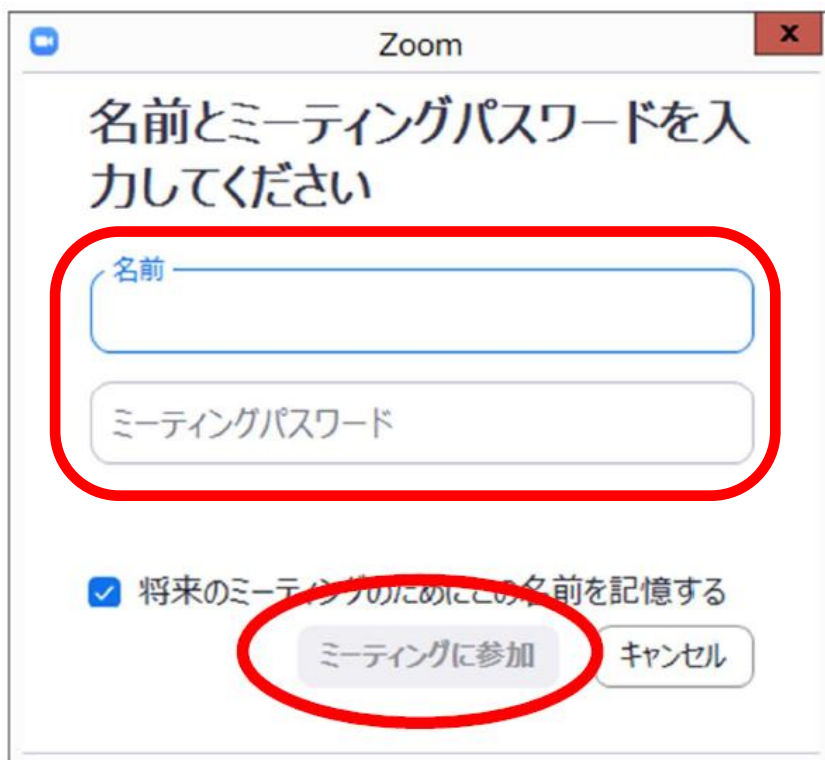 Zoom
x
名前とミーティングパスワードを入
力してください
名前
ミーティングパスワード
将来のミーティングのためにこの名前を記憶する
ミーティングに参加 キャンセル